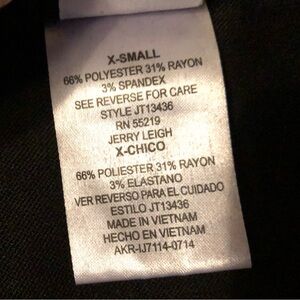 X-SMALL
66% POLYESTER 31% RAYON
3% SPANDEX
SEE REVERSE FOR CARE
STYLE JT13436
RN 55219
JERRY LEIGH
X-CHICO
66% POLIESTER 31% RAYON
3% ELASTANO
VER REVERSO PARA EL CUIDADO
ESTILO JT13436
MADE IN VIETNAM
HECHO EN VIETNAM
AKR-IJ7114-0714